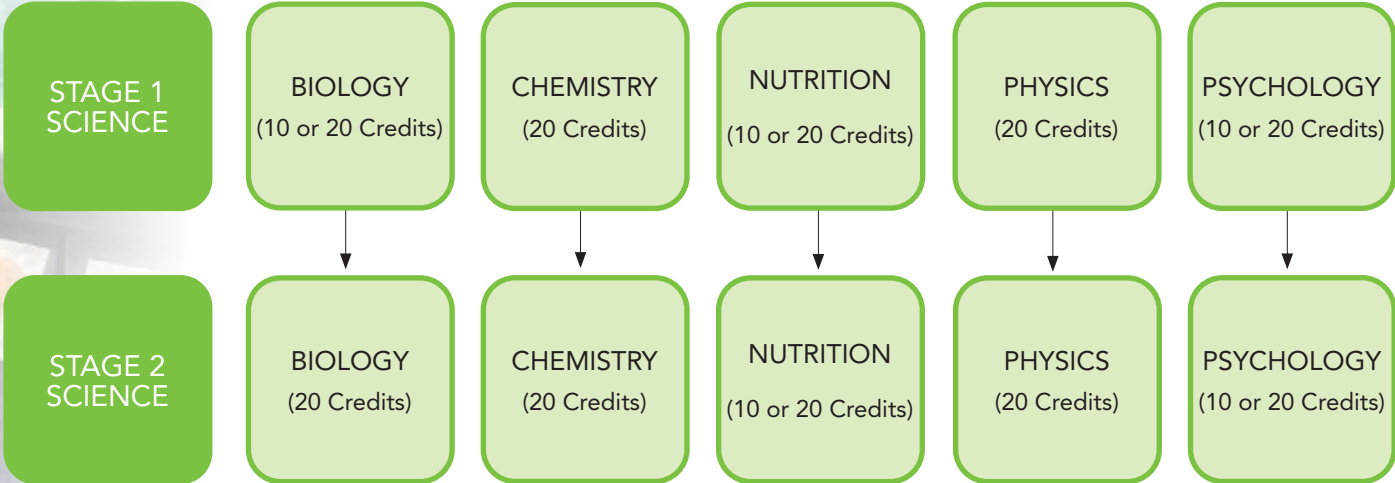 STAGE 1
SCIENCE
BIOLOGY
(10 or 20 Credits)
CHEMISTRY
(20 Credits)
NUTRITION
(10 or 20 Credits)
PHYSICS
(20 Credits)
PSYCHOLOGY
(10 or 20 Credits)
STAGE 2
SCIENCE
BIOLOGY
(20 Credits)
CHEMISTRY
(20 Credits)
NUTRITION
(10 or 20 Credits)
PHYSICS
(20 Credits)
PSYCHOLOGY
(10 or 20 Credits)